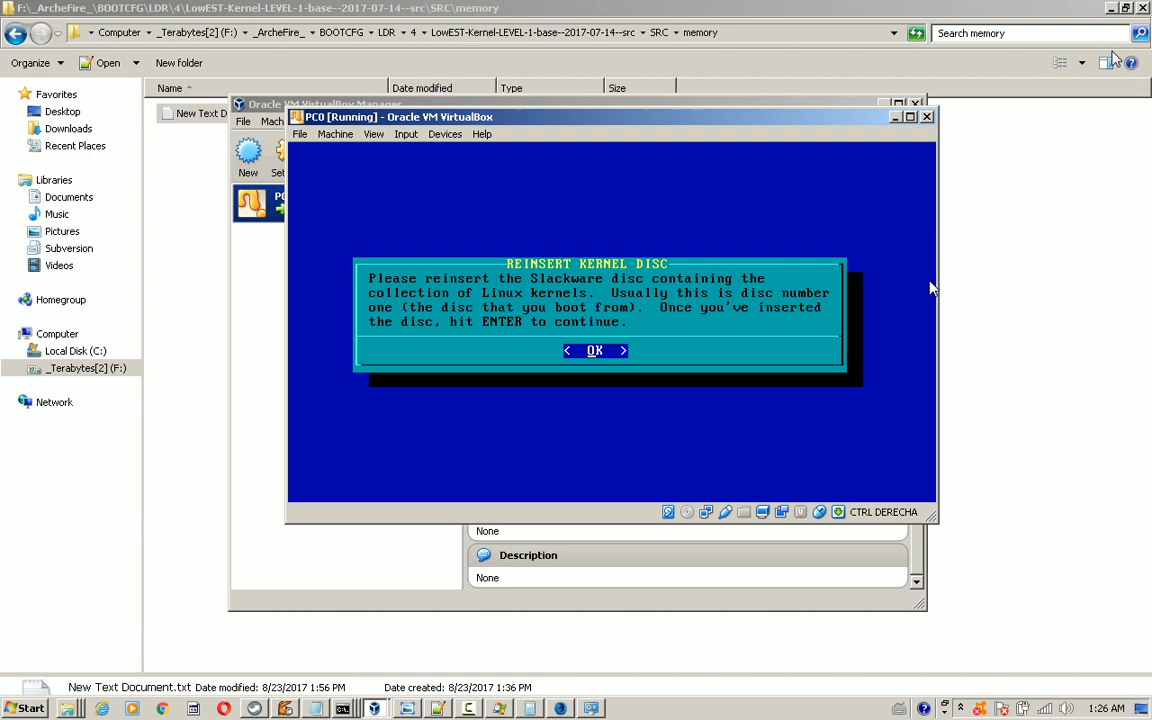 F:\_ArcheFire_\BOOTCFG\LDR\4\LowEST-Kernel-LEVEL-1-base--2017-07-14--src\SRC\memory
Computer _Terabytes[2] (F:) _ArcheFire_ BOOTCFG LDR 4 LowEST-Kernel-LEVEL-1-base--2017-07-14--src SRC memory
Search memory
Organize Open New folder
Name Date modified Type Size
Favorites
Desktop
Downloads
Recent Places
Libraries
Documents
Music
Pictures
Subversion
Videos
Homegroup
Computer
Local Disk (C:)
_Terabytes[2] (F:)
Network
New Text D
Oracle VM VirtualBox Manager
File Mach
New Set
PC
PC0 [Running] - Oracle VM VirtualBox
File Machine View Input Devices Help
REINSERT KERNEL DISC
Please reinsert the Slackware disc containing the
collection of Linux kernels.  Usually this is disc number
one (the disc that you boot from).  Once you've inserted
the disc, hit ENTER to continue.
< OK >
CTRL DERECHA
None
Description
None
New Text Document.txt Date modified: 8/23/2017 1:56 PM Date created: 8/23/2017 1:36 PM
Start
1:26 AM